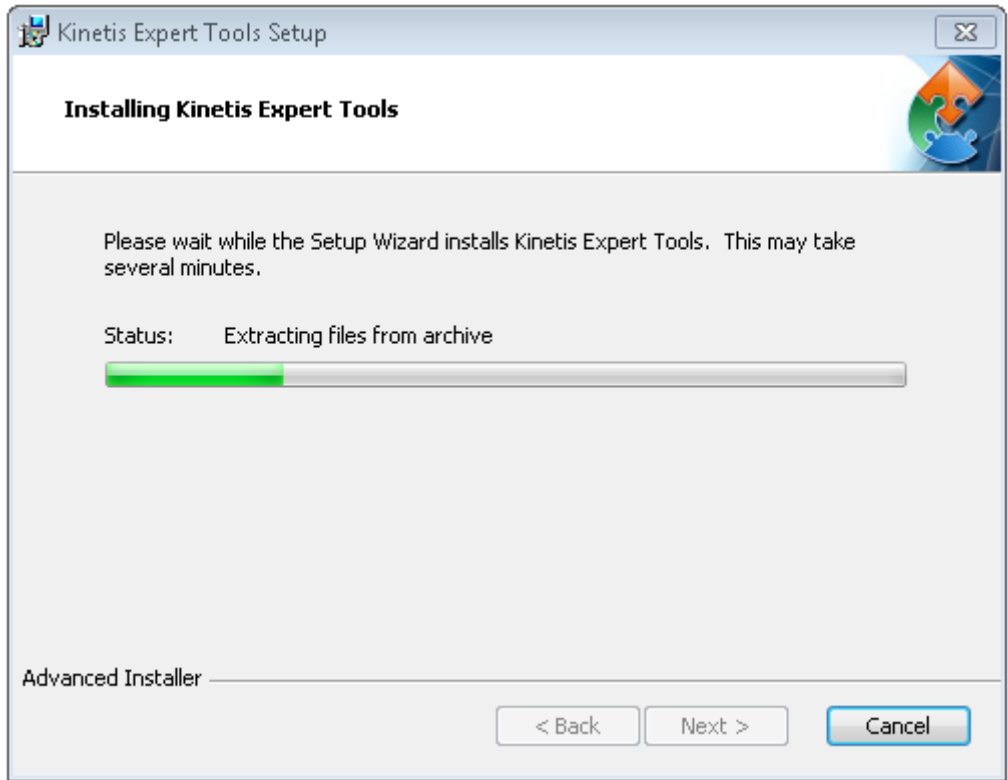 Kinetis Expert Tools Setup
Installing Kinetis Expert Tools
Please wait while the Setup Wizard installs Kinetis Expert Tools. This may take
several minutes.
Status: Extracting files from archive
Advanced Installer
< Back Next > Cancel